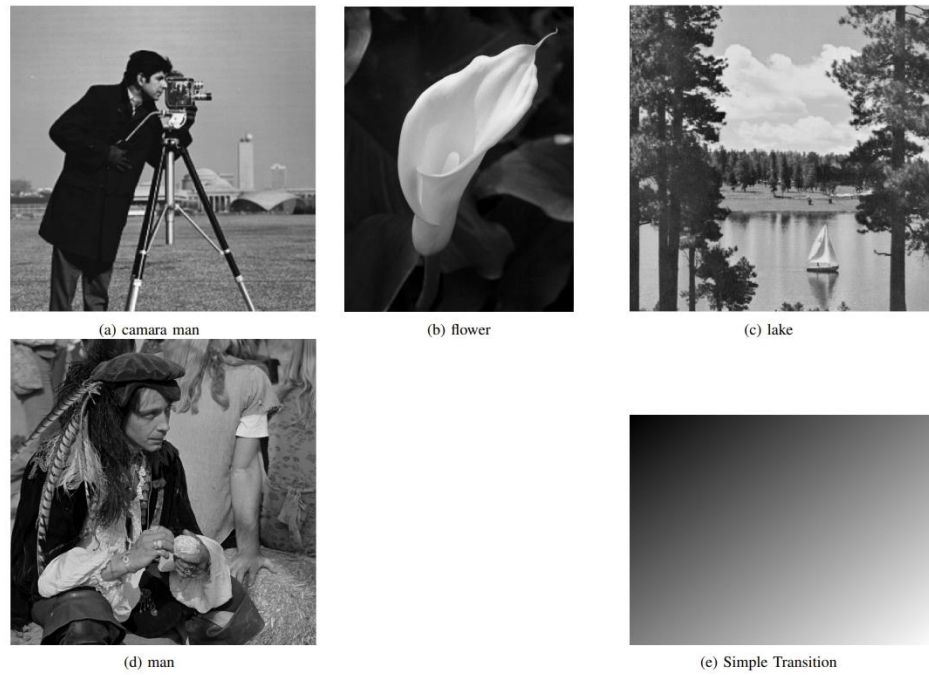 (a) camara man
(b) flower
(c) lake
(d) man
(e) Simple Transition